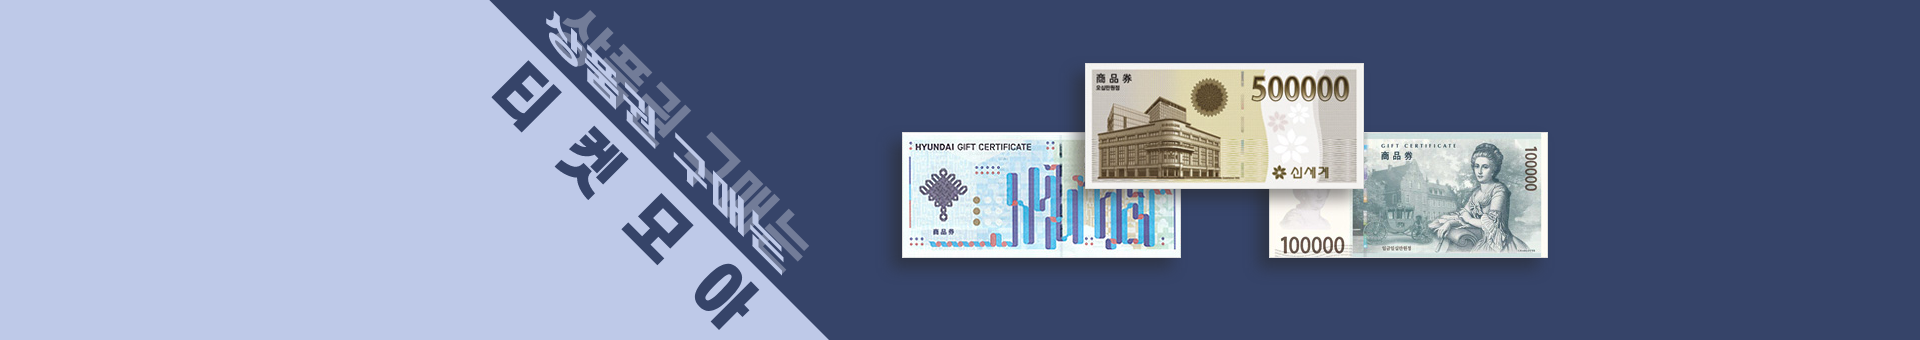 상품권 구매는
티켓모아
HYUNDAI GIFT CERTIFICATE
商品券
商品券
오십만원정
500000
신세계
GIFT CERTIFICATE
商品券
100000
100000
일금일십만원정